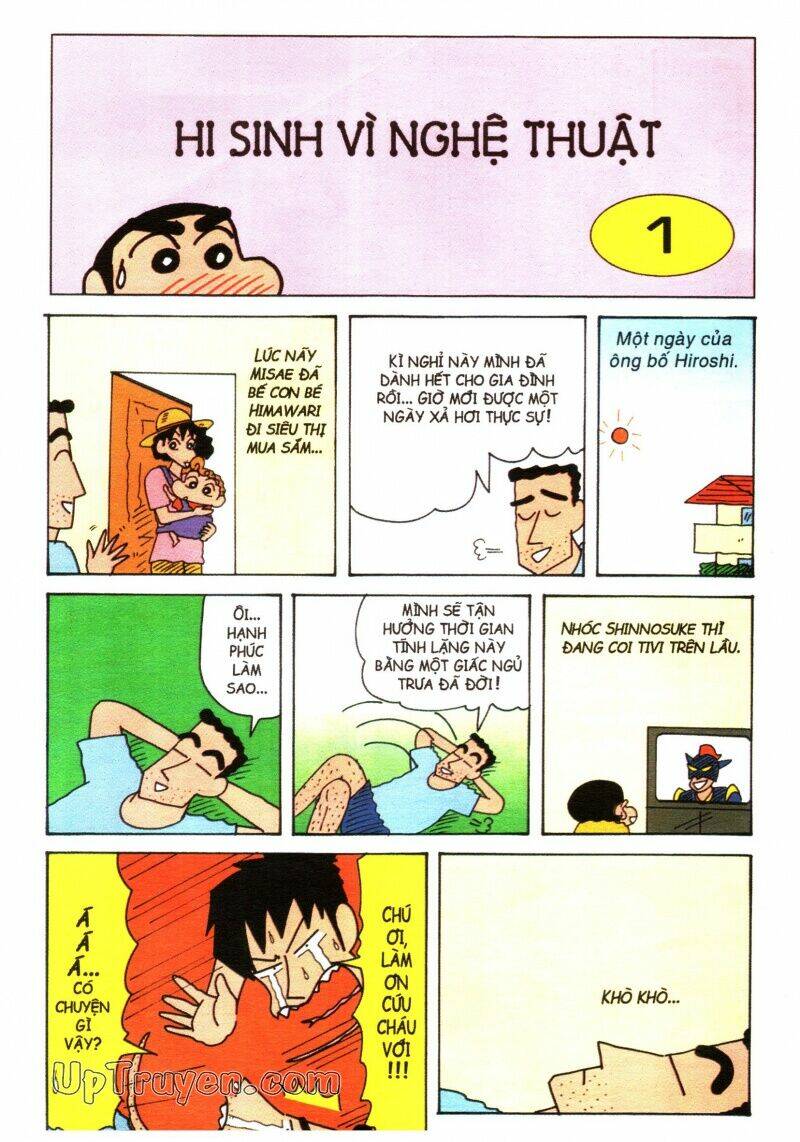 HI SINH VÌ NGHỆ THUẬT
1
Một ngày của
ông bố Hiroshi.
KÌ NGHỈ NÀY MÌNH ĐÃ
DÀNH HẾT CHO GIA ĐÌNH
RỒI... GIỜ MỚI ĐƯỢC MỘT
NGÀY XẢ HƠI THỰC SỰ!
LÚC NÃY
MISAE ĐÃ
BẾ CON BÉ
HIMAWARI
ĐI SIÊU THỊ
MUA SẮM...
NHÓC SHINNOSUKE THÌ
ĐANG COI TIVI TRÊN LẦU.
MÌNH SẼ TẬN
HƯỞNG THỜI GIAN
TĨNH LẶNG NÀY
BẰNG MỘT GIẤC NGỦ
TRƯA ĐÃ ĐỜI!
ÔI...
HẠNH
PHÚC
LÀM
SAO...
KHÒ KHÒ...
CHÚ
ƠI,
LÀM
ƠN
CỨU
CHÁU
VỚI
!!!
Á
Á
Á...
CÓ
CHUYỆN
GÌ
VẬY?
UpTruyen.com